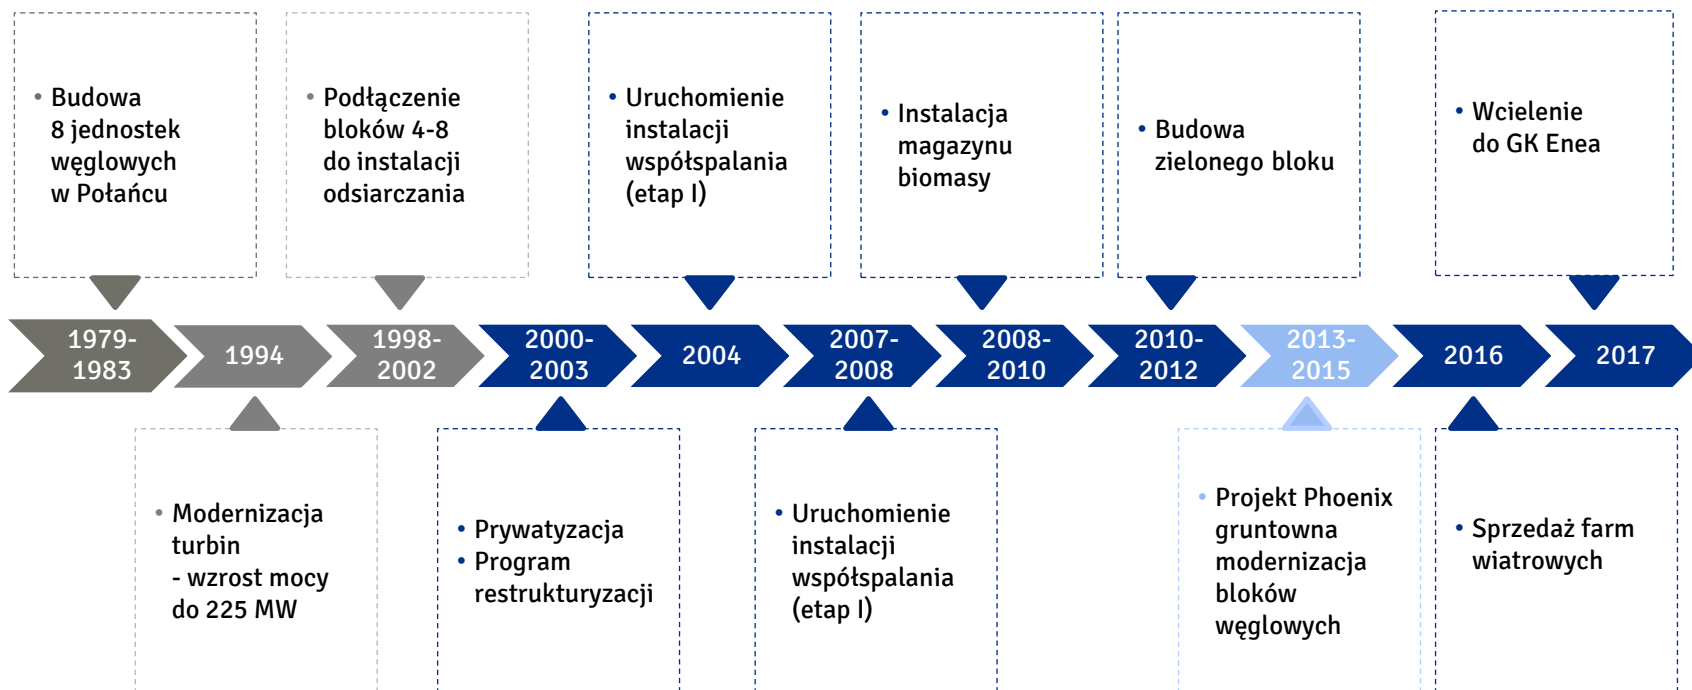 • Budowa
8 jednostek
węglowych
w Połańcu
• Podłączenie
bloków 4-8
do instalacji
odsiarczania
• Uruchomienie
instalacji
współspalania
(etap I)
• Instalacja
magazynu
biomasy
• Budowa
zielonego bloku
• Wcielenie
do GK Enea
1979-
1983
1994
1998-
2002
2000-
2003
2004
2007-
2008
2008-
2010
2010-
2012
2013-
2015
2016
2017
• Modernizacja
turbin
- wzrost mocy
do 225 MW
• Prywatyzacja
• Program
restrukturyzacji
• Uruchomienie
instalacji
współspalania
(etap I)
• Projekt Phoenix
gruntowna
modernizacja
bloków
węglowych
• Sprzedaż farm
wiatrowych